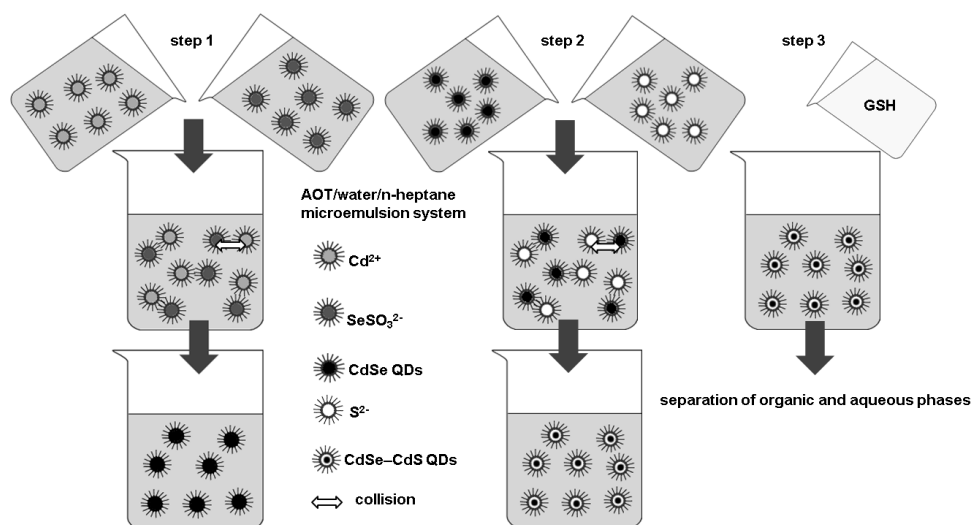 step 1
step 2
step 3
GSH
AOT/water/n-heptane
microemulsion system
Cd²⁺
SeSO₃²⁻
CdSe QDs
S²⁻
CdSe–CdS QDs
collision
separation of organic and aqueous phases